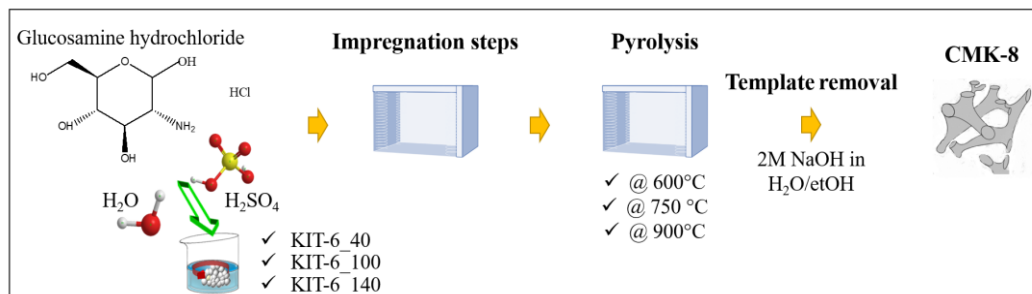 Glucosamine hydrochloride
OH
O
HO
HCl
OH
NH₂
OH
H₂O
H₂SO₄
✓ KIT-6_40
✓ KIT-6_100
✓ KIT-6_140
Impregnation steps
Pyrolysis
✓ @ 600°C
✓ @ 750 °C
✓ @ 900°C
Template removal
2M NaOH in
H₂O/etOH
CMK-8